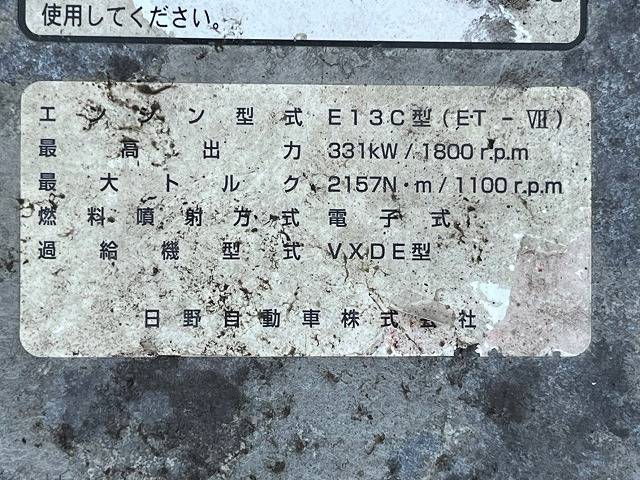 使用してください。
エンジン型式 E13C型(ET-Ⅶ)
最高出力 331kW/1800r.p.m
最大トルク 2157N・m/1100r.p.m
燃料噴射方式 電子式
過給機型式 VXDE型
日野自動車株式会社